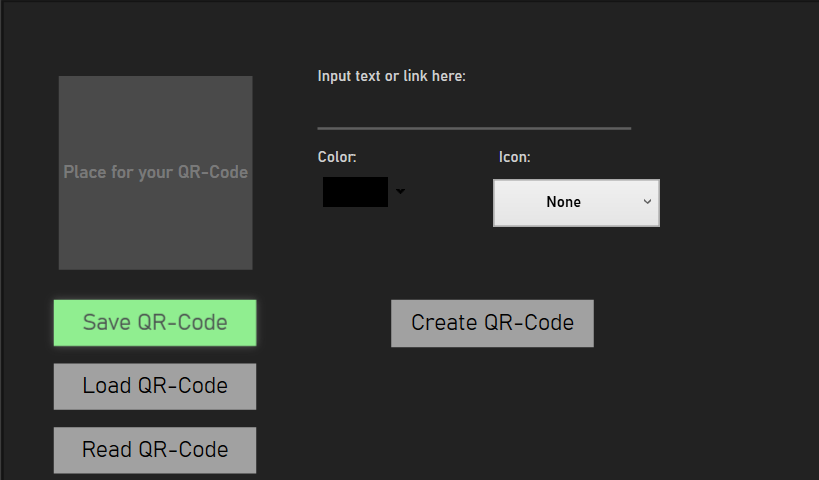 Input text or link here:
Place for your QR-Code
Color:
Icon:
None
Save QR-Code
Create QR-Code
Load QR-Code
Read QR-Code